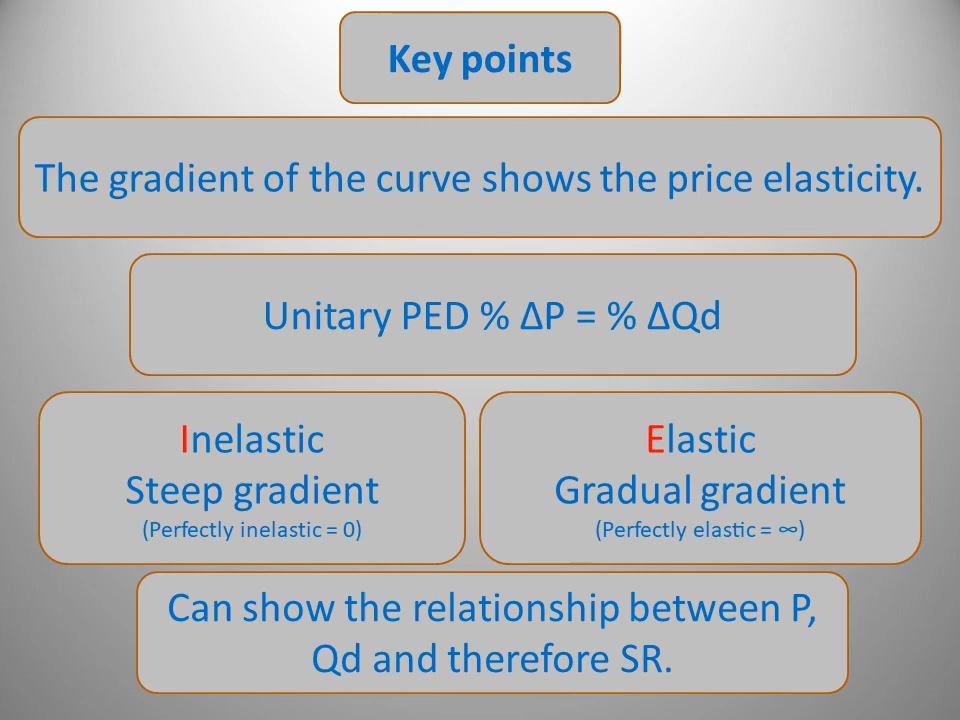 Key points
The gradient of the curve shows the price elasticity.
Unitary PED % ΔP = % ΔQd
Inelastic
Steep gradient
(Perfectly inelastic = 0)
Elastic
Gradual gradient
(Perfectly elastic = ∞)
Can show the relationship between P,
Qd and therefore SR.